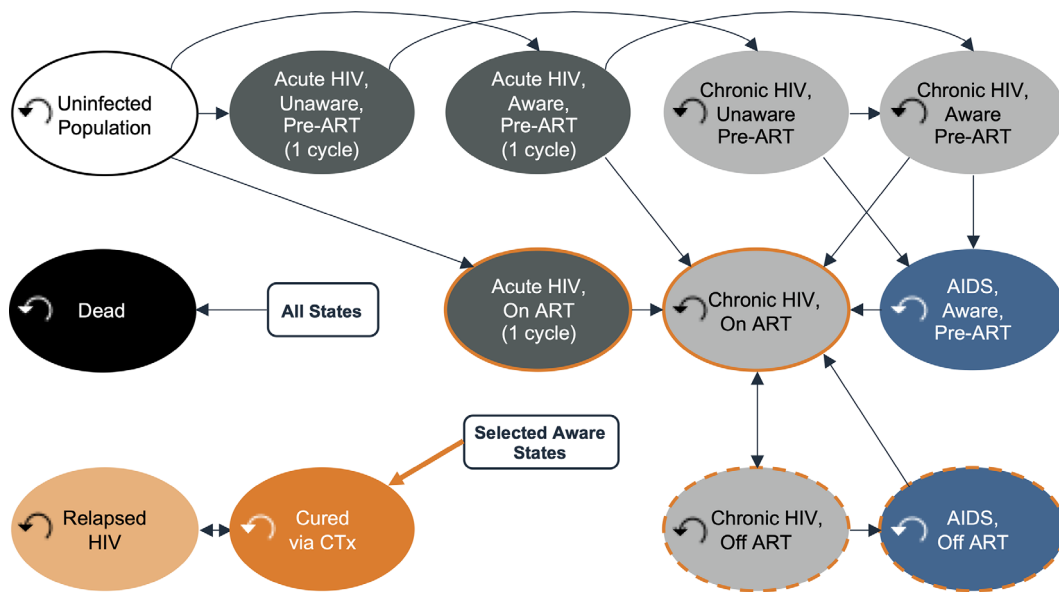 Uninfected
Population
Acute HIV,
Unaware,
Pre-ART
(1 cycle)
Acute HIV,
Aware,
Pre-ART
(1 cycle)
Chronic HIV,
Unaware
Pre-ART
Chronic HIV,
Aware
Pre-ART
Dead
All States
Acute HIV,
On ART
(1 cycle)
Chronic HIV,
On ART
AIDS,
Aware,
Pre-ART
Selected Aware
States
Relapsed
HIV
Cured
via CTx
Chronic HIV,
Off ART
AIDS,
Off ART